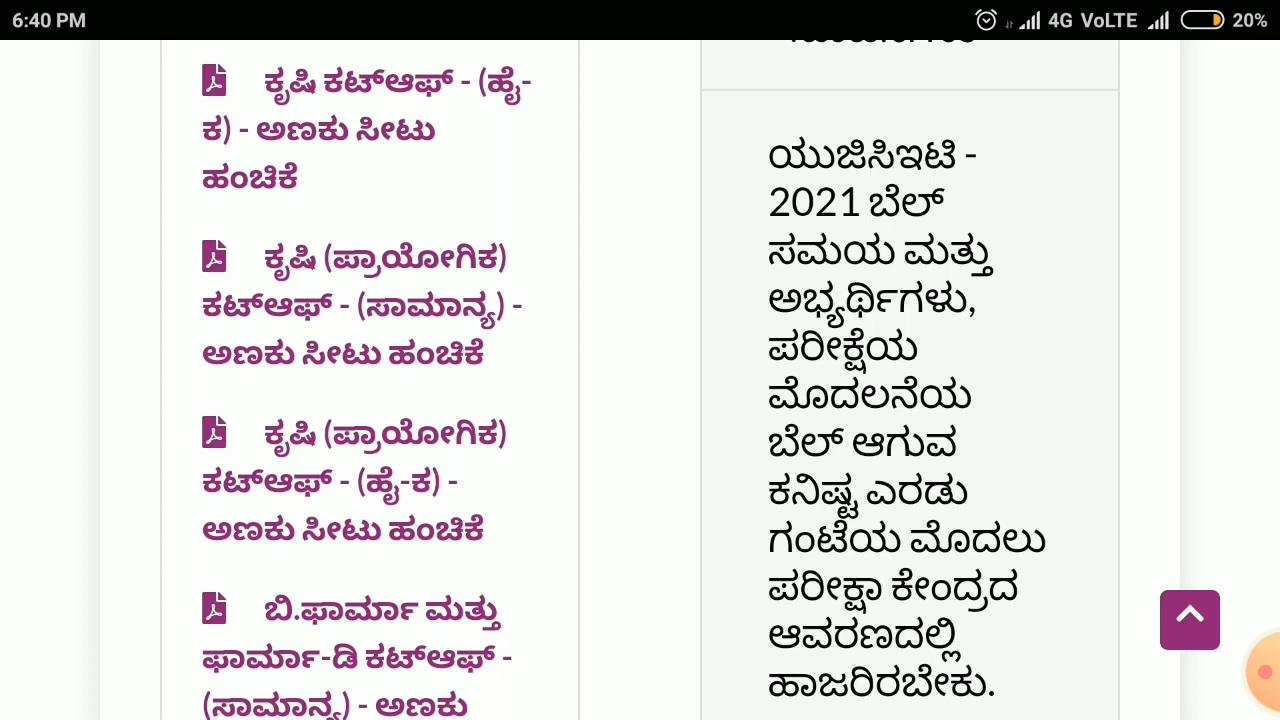 6:40 PM
4G VoLTE
20%
ಕೃಷಿ ಕಟ್‌ಆಫ್ - (ಹೈ-
ಕ) - ಅಣಕು ಸೀಟು
ಹಂಚಿಕೆ
ಕೃಷಿ (ಪ್ರಾಯೋಗಿಕ)
ಕಟ್‌ಆಫ್ - (ಸಾಮಾನ್ಯ) -
ಅಣಕು ಸೀಟು ಹಂಚಿಕೆ
ಕೃಷಿ (ಪ್ರಾಯೋಗಿಕ)
ಕಟ್‌ಆಫ್ - (ಹೈ-ಕ) -
ಅಣಕು ಸೀಟು ಹಂಚಿಕೆ
ಬಿ.ಫಾರ್ಮಾ ಮತ್ತು
ಫಾರ್ಮಾ-ಡಿ ಕಟ್‌ಆಫ್ -
(ಸಾಮಾನ್ಯ) - ಅಣಕು
ಯುಜಿಸಿಇಟಿ -
2021 ಬೆಲ್
ಸಮಯ ಮತ್ತು
ಅಭ್ಯರ್ಥಿಗಳು,
ಪರೀಕ್ಷೆಯ
ಮೊದಲನೆಯ
ಬೆಲ್ ಆಗುವ
ಕನಿಷ್ಟ ಎರಡು
ಗಂಟೆಯ ಮೊದಲು
ಪರೀಕ್ಷಾ ಕೇಂದ್ರದ
ಆವರಣದಲ್ಲಿ
ಹಾಜರಿರಬೇಕು.